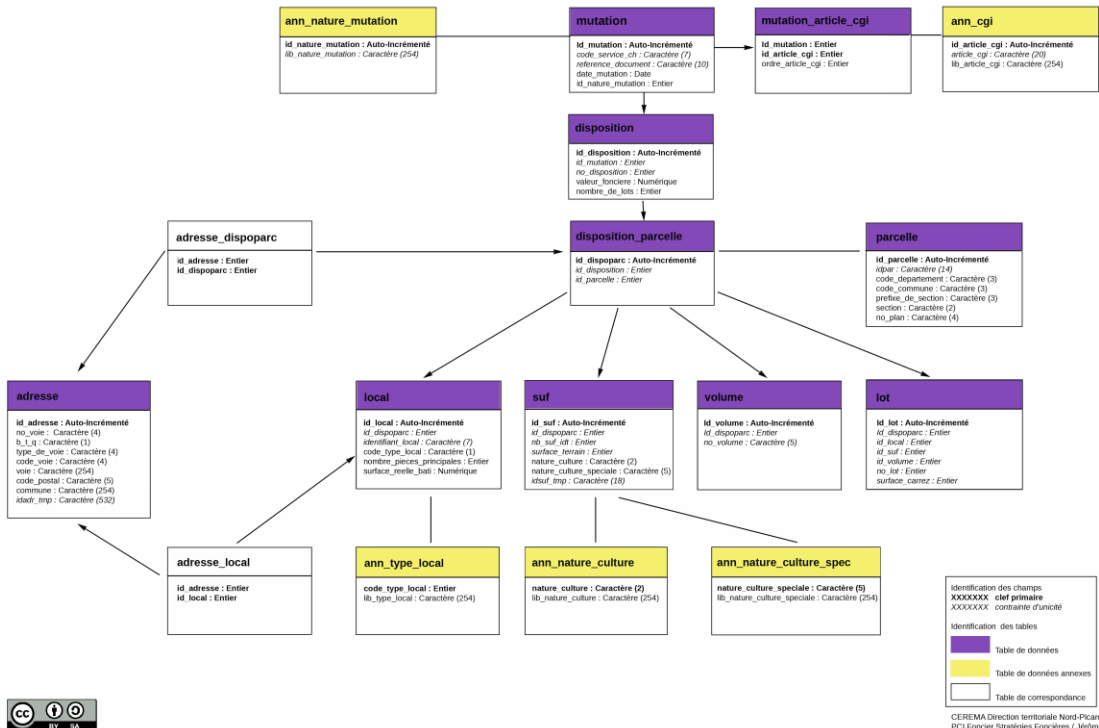 ann_nature_mutation
id_nature_mutation : Auto-Incrémenté
lib_nature_mutation : Caractère (254)
mutation
Id_mutation : Auto-Incrémenté
code_service_ch : Caractère (7)
reference_document : Caractère (10)
date_mutation : Date
id_nature_mutation : Entier
mutation_article_cgi
Id_mutation : Entier
id_article_cgi : Entier
ordre_article_cgi : Entier
ann_cgi
id_article_cgi : Auto-Incrémenté
article_cgi : Caractère (20)
lib_article_cgi : Caractère (254)
disposition
id_disposition : Auto-Incrémenté
id_mutation : Entier
no_disposition : Entier
valeur_fonciere : Numérique
nombre_de_lots : Entier
adresse_dispoparc
id_adresse : Entier
id_dispoparc : Entier
disposition_parcelle
id_dispoparc : Auto-Incrémenté
id_disposition : Entier
id_parcelle : Entier
parcelle
id_parcelle : Auto-Incrémenté
idpar : Caractère (14)
code_departement : Caractère (3)
code_commune : Caractère (3)
prefixe_de_section : Caractère (3)
section : Caractère (2)
no_plan : Caractère (4)
adresse
id_adresse : Auto-Incrémenté
no_voie : Caractère (4)
b_t_q : Caractère (1)
type_de_voie : Caractère (4)
code_voie : Caractère (4)
voie : Caractère (254)
code_postal : Caractère (5)
commune : Caractère (254)
idadr_tmp : Caractère (532)
local
id_local : Auto-Incrémenté
id_dispoparc : Entier
identifiant_local : Caractère (7)
code_type_local : Caractère (1)
nombre_pieces_principales : Entier
surface_reelle_bati : Numérique
suf
id_suf : Auto-Incrémenté
id_dispoparc : Entier
nb_suf_idt : Entier
surface_terrain : Entier
nature_culture : Caractère (2)
nature_culture_speciale : Caractère (5)
idsuf_tmp : Caractère (18)
volume
Id_volume : Auto-Incrémenté
Id_dispoparc : Entier
no_volume : Caractère (5)
lot
Id_lot : Auto-Incrémenté
Id_dispoparc : Entier
id_local : Entier
id_suf : Entier
id_volume : Entier
no_lot : Entier
surface_carrez : Entier
adresse_local
id_adresse : Entier
id_local : Entier
ann_type_local
code_type_local : Entier
lib_type_local : Caractère (254)
ann_nature_culture
nature_culture : Caractère (2)
lib_nature_culture : Caractère (254)
ann_nature_culture_spec
nature_culture_speciale : Caractère (5)
lib_nature_culture_speciale : Caractère (254)
Identification des champs
XXXXXXX clef primaire
XXXXXXX contrainte d'unicité
Identification des tables
Table de données
Table de données annexes
Table de correspondance
cc BY SA
CEREMA Direction territoriale Nord-Picar
PCI Foncier Stratégies Foncières / Jérôm